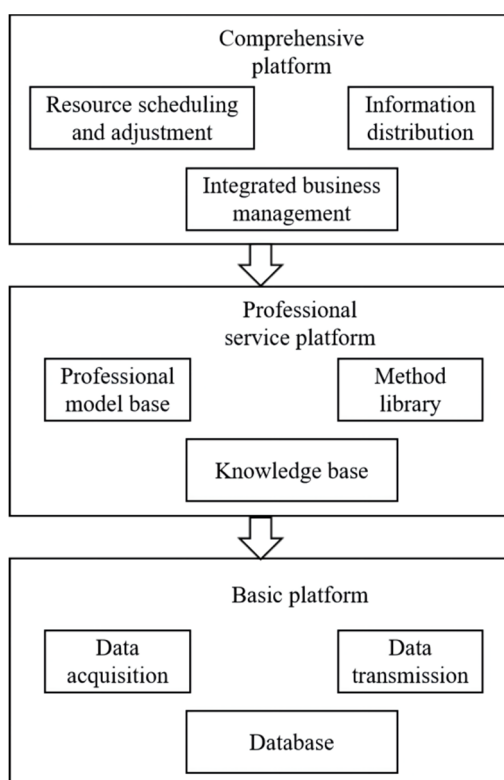 Comprehensive
platform
Resource scheduling
and adjustment
Information
distribution
Integrated business
management
Professional
service platform
Professional
model base
Method
library
Knowledge base
Basic platform
Data
acquisition
Data
transmission
Database